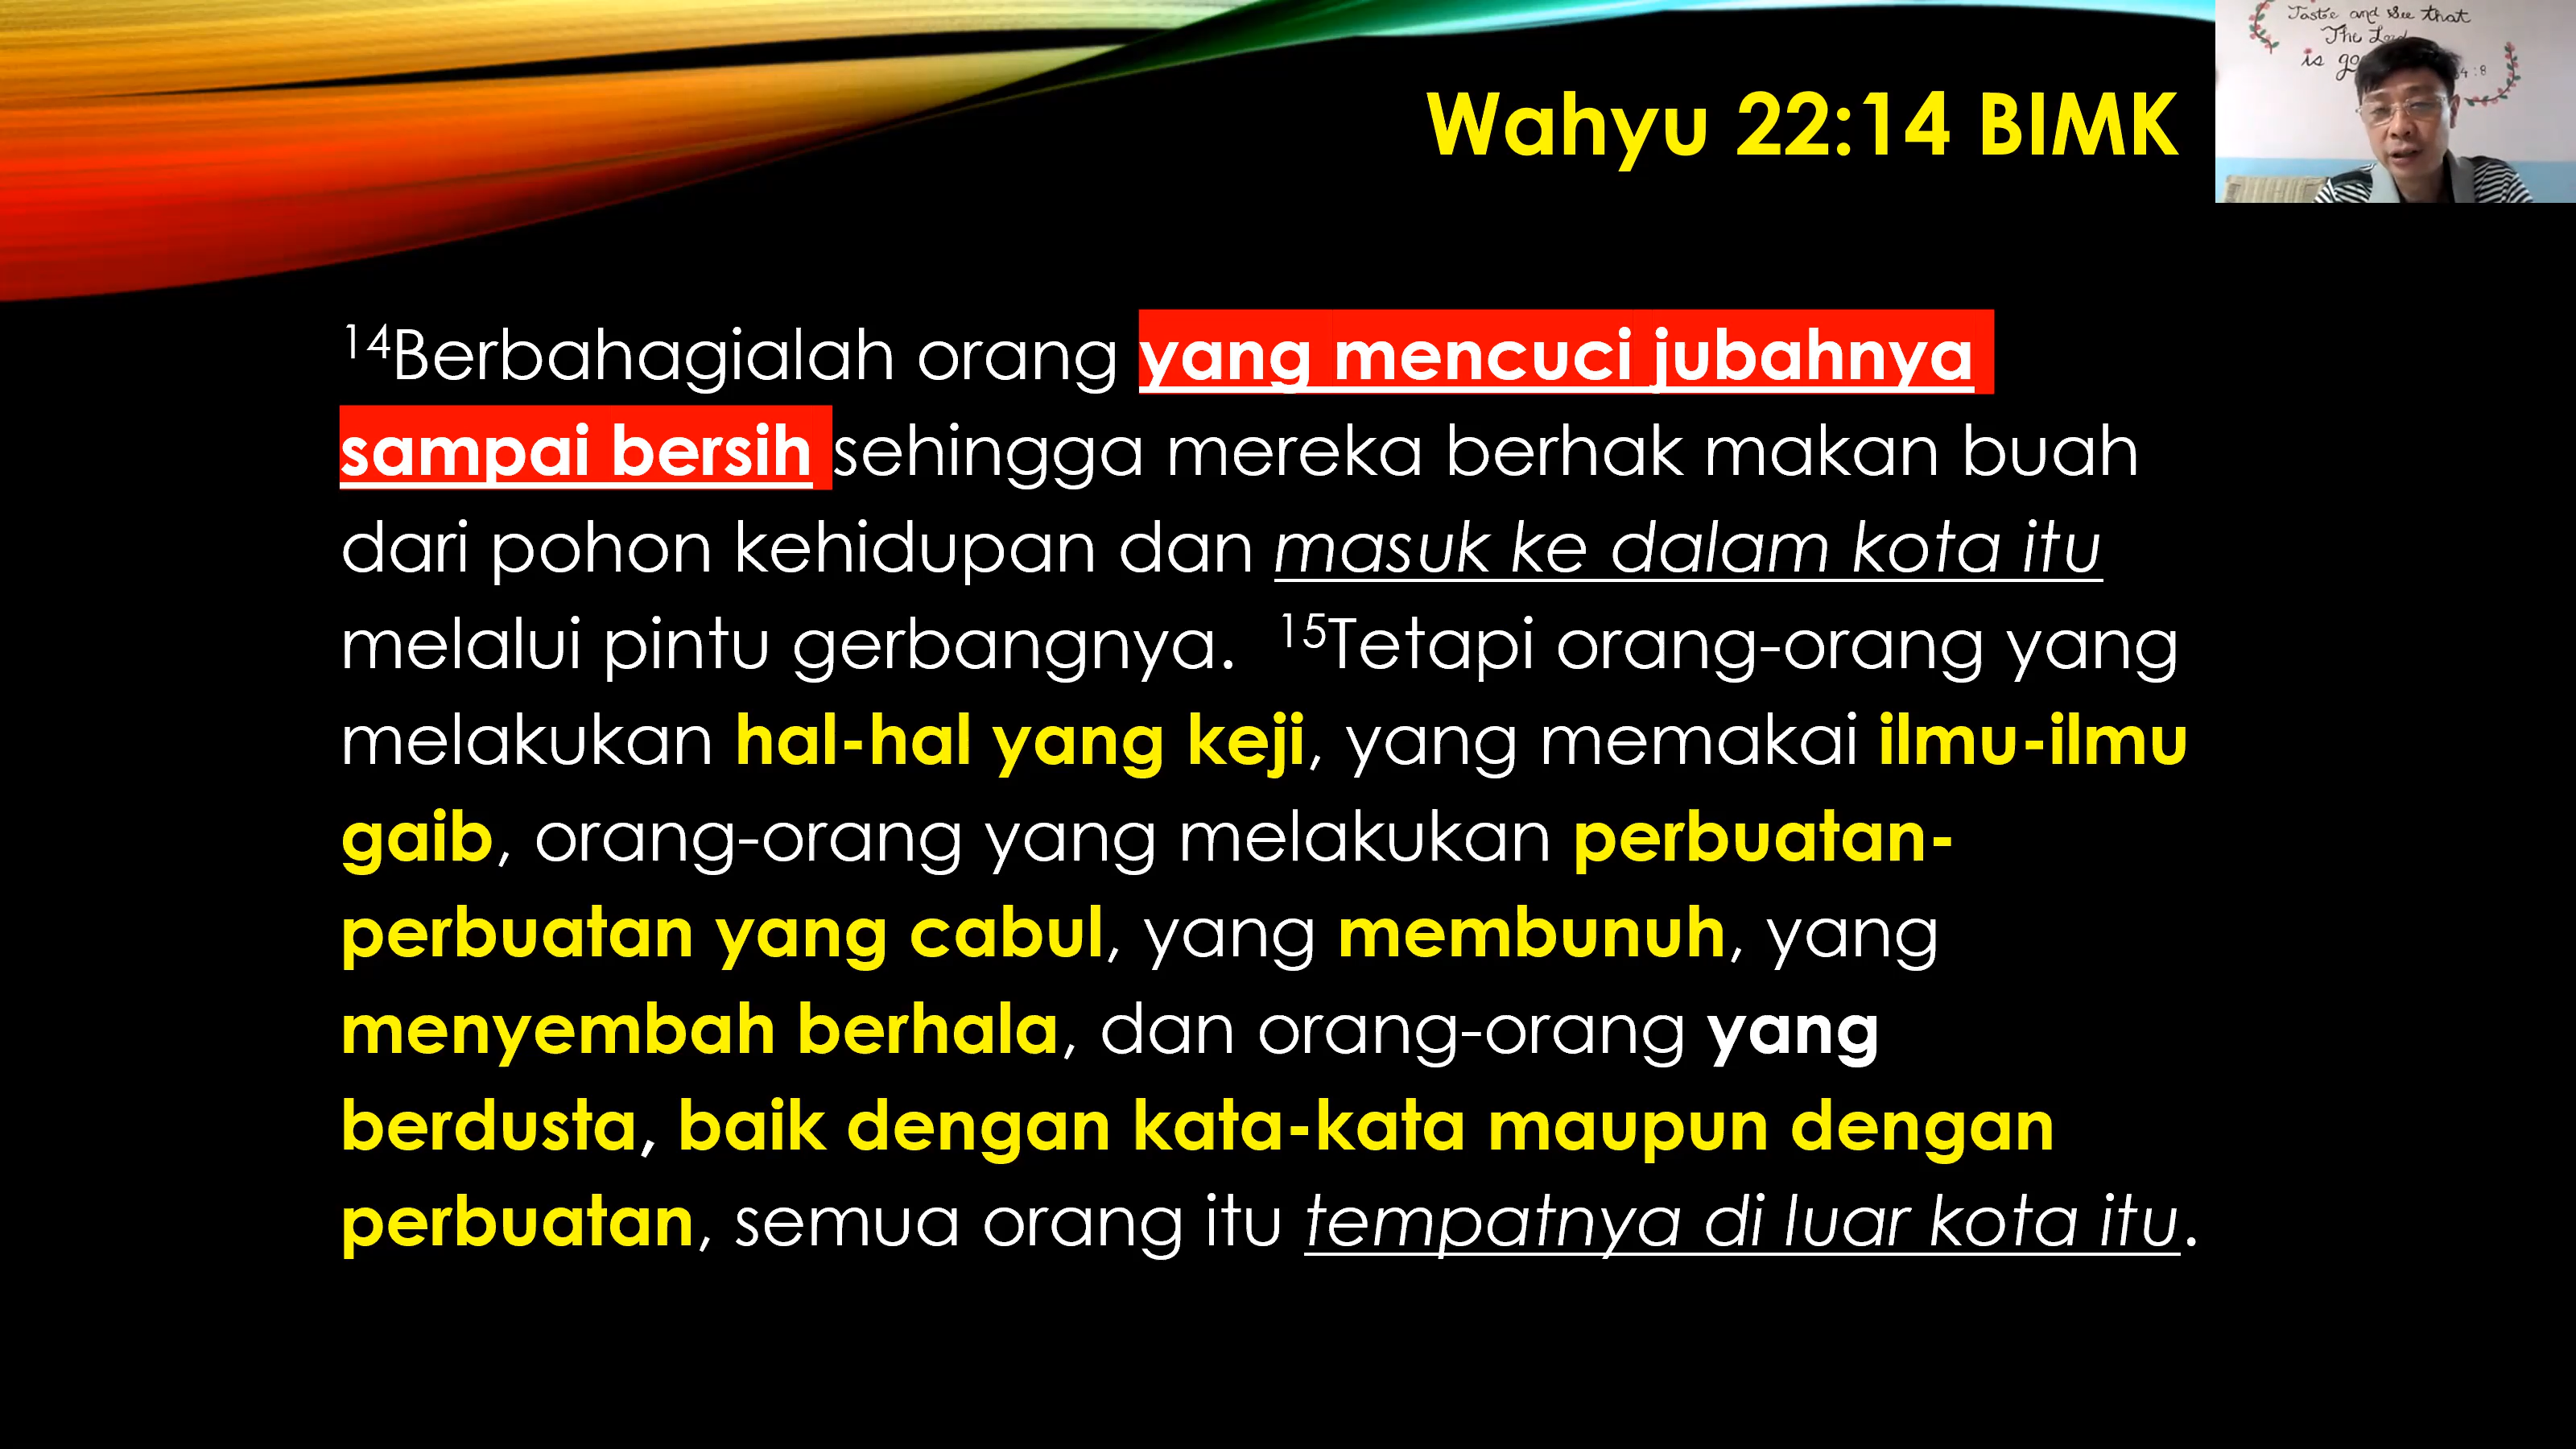 Taste and See that
The Lord
is go
34:8
Wahyu 22:14 BIMK
14Berbahagialah orang yang mencuci jubahnya
sampai bersih sehingga mereka berhak makan buah
dari pohon kehidupan dan masuk ke dalam kota itu
melalui pintu gerbangnya. 15Tetapi orang-orang yang
melakukan hal-hal yang keji, yang memakai ilmu-ilmu
gaib, orang-orang yang melakukan perbuatan-
perbuatan yang cabul, yang membunuh, yang
menyembah berhala, dan orang-orang yang
berdusta, baik dengan kata-kata maupun dengan
perbuatan, semua orang itu tempatnya di luar kota itu.